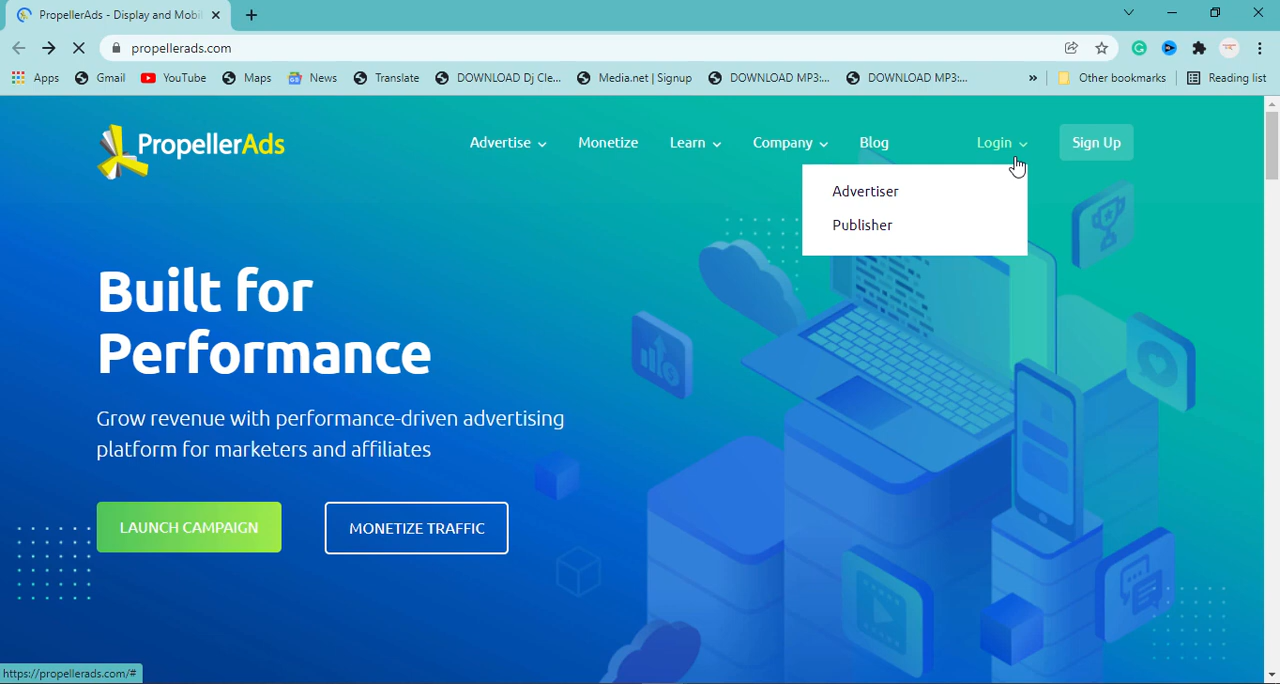 PropellerAds - Display and Mobi
propellerads.com
Apps Gmail YouTube Maps News Translate DOWNLOAD Dj Cle... Media.net | Signup DOWNLOAD MP3:... DOWNLOAD MP3:... » Other bookmarks Reading list
PropellerAds Advertise Monetize Learn Company Blog Login Sign Up
Advertiser
Publisher
Built for
Performance
Grow revenue with performance-driven advertising
platform for marketers and affiliates
LAUNCH CAMPAIGN MONETIZE TRAFFIC
https://propellerads.com/#